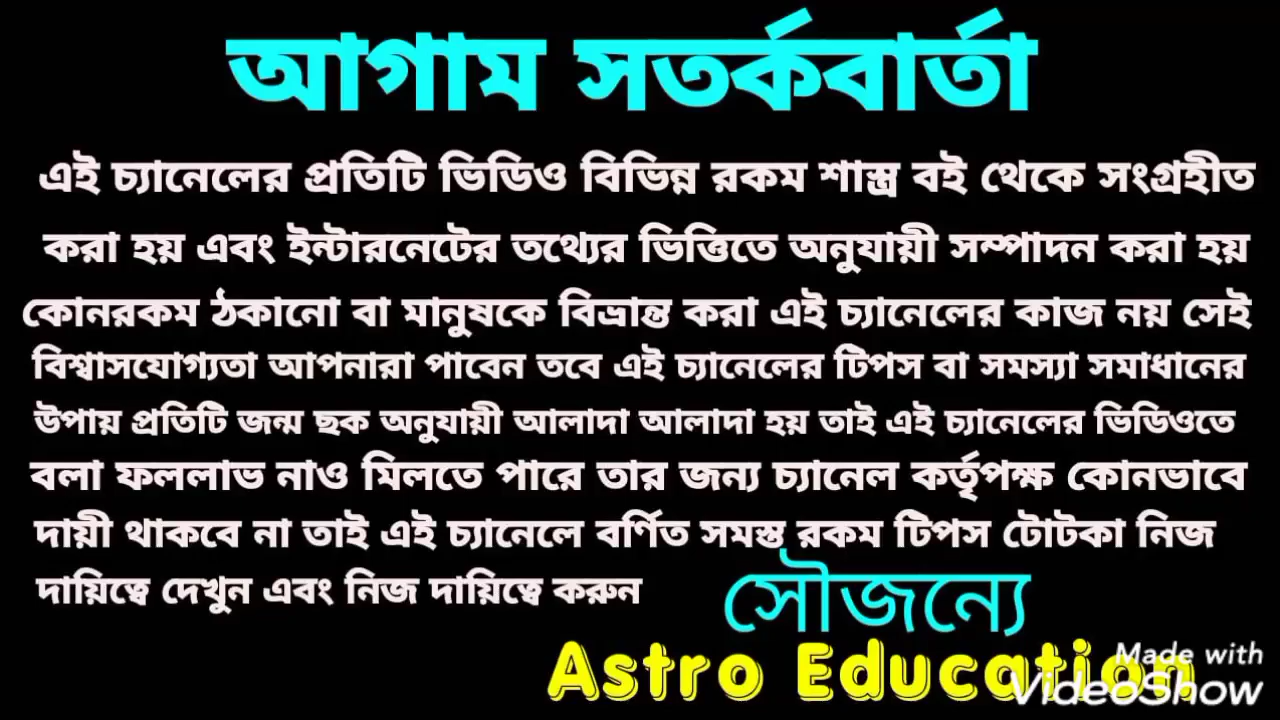 আগাম সতর্কবার্তা
এই চ্যানেলের প্রতিটি ভিডিও বিভিন্ন রকম শাস্ত্র বই থেকে সংগ্রহীত
করা হয় এবং ইন্টারনেটের তথ্যের ভিত্তিতে অনুযায়ী সম্পাদন করা হয়
কোনরকম ঠকানো বা মানুষকে বিভ্রান্ত করা এই চ্যানেলের কাজ নয় সেই
বিশ্বাসযোগ্যতা আপনারা পাবেন তবে এই চ্যানেলের টিপস বা সমস্যা সমাধানের
উপায় প্রতিটি জন্ম ছক অনুযায়ী আলাদা আলাদা হয় তাই এই চ্যানেলের ভিডিওতে
বলা ফললাভ নাও মিলতে পারে তার জন্য চ্যানেল কর্তৃপক্ষ কোনভাবে
দায়ী থাকবে না তাই এই চ্যানেলে বর্ণিত সমস্ত রকম টিপস টোটকা নিজ
দায়িত্বে দেখুন এবং নিজ দায়িত্বে করুন
সৌজন্যে
Astro Education
Made with
VideoShow